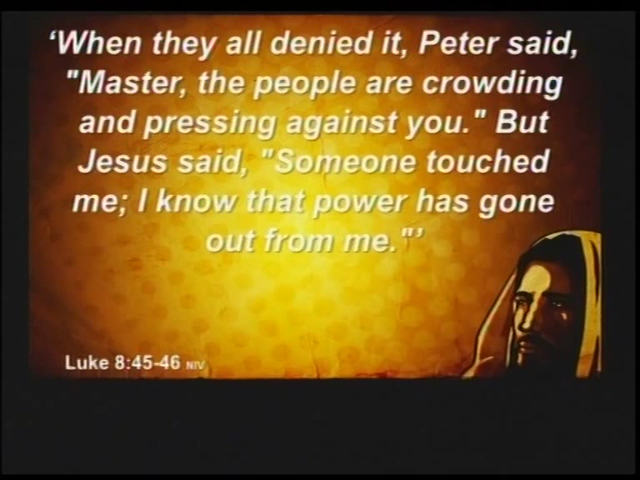 ‘When they all denied it, Peter said,
"Master, the people are crowding
and pressing against you." But
Jesus said, "Someone touched
me; I know that power has gone
out from me."’
Luke 8:45-46 NIV